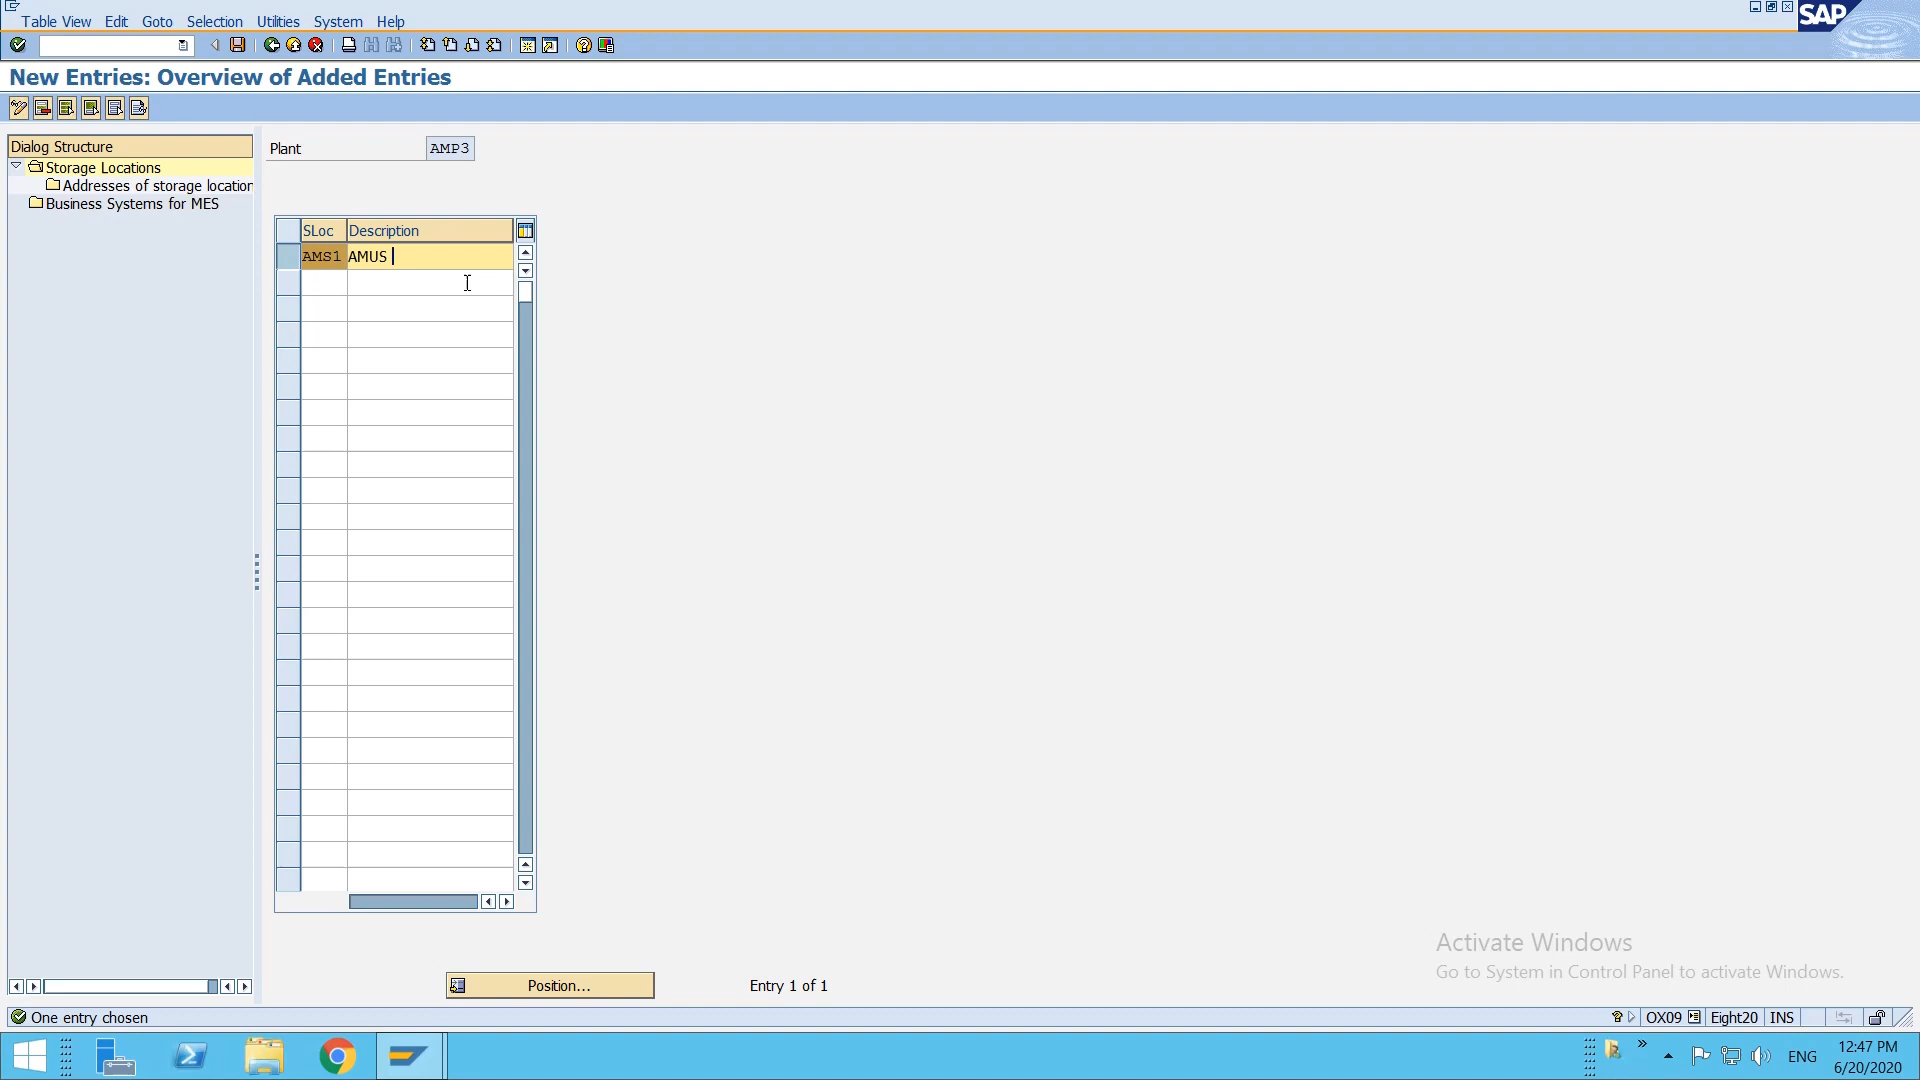 Table View Edit Goto Selection Utilities System Help
SAP
New Entries: Overview of Added Entries
Dialog Structure
Storage Locations
Addresses of storage location
Business Systems for MES
Plant AMP3
SLoc Description
AMS1 AMUS
Position... Entry 1 of 1
Activate Windows
Go to System in Control Panel to activate Windows.
One entry chosen
OX09 Eight20 INS
ENG
12:47 PM
6/20/2020